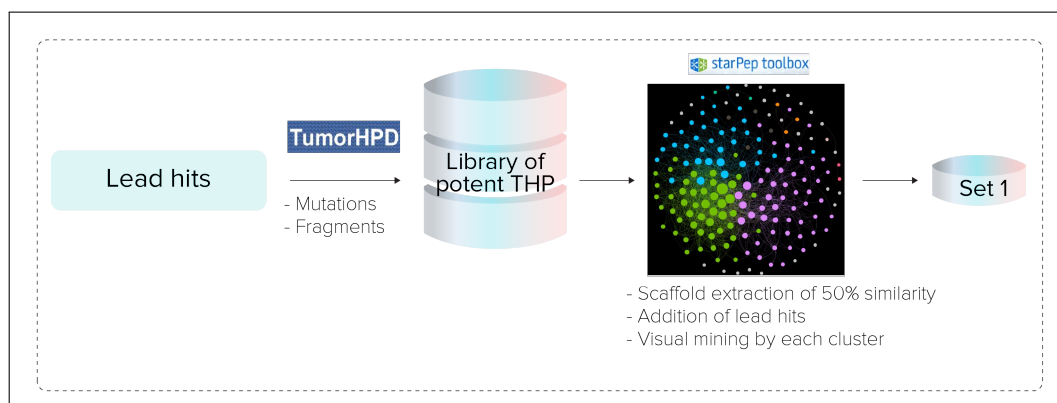 starPep toolbox
TumorHPD
Lead hits
Library of
potent THP
Set 1
- Mutations
- Fragments
- Scaffold extraction of 50% similarity
- Addition of lead hits
- Visual mining by each cluster